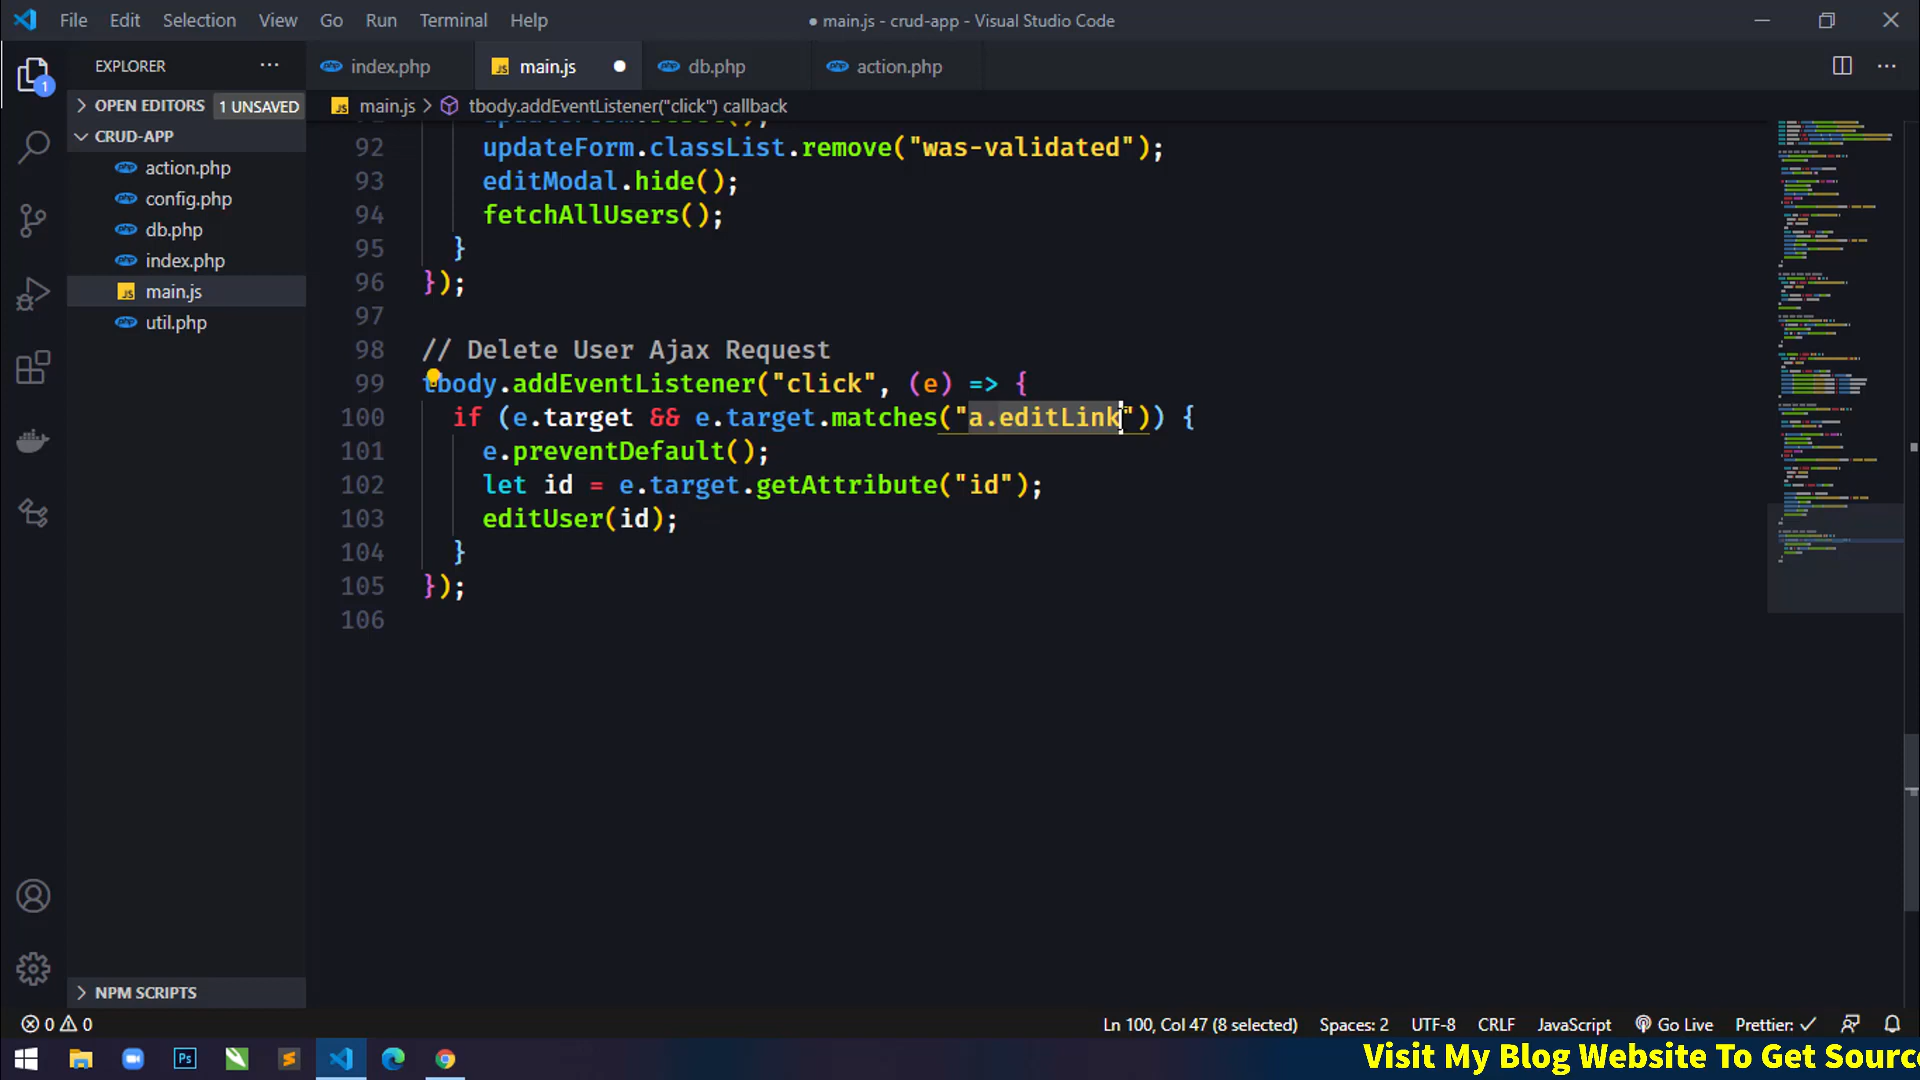 File Edit Selection View Go Run Terminal Help
● main.js - crud-app - Visual Studio Code
EXPLORER
index.php
main.js
db.php
action.php
OPEN EDITORS 1 UNSAVED
main.js > tbody.addEventListener("click") callback
CRUD-APP
action.php
config.php
db.php
index.php
main.js
util.php
92 updateForm.classList.remove("was-validated");
93 editModal.hide();
94 fetchAllUsers();
95 }
96 });
97
98 // Delete User Ajax Request
99 tbody.addEventListener("click", (e) => {
100 if (e.target && e.target.matches("a.editLink")) {
101 e.preventDefault();
102 let id = e.target.getAttribute("id");
103 editUser(id);
104 }
105 });
106
1
NPM SCRIPTS
0 0
Ln 100, Col 47 (8 selected) Spaces: 2 UTF-8 CRLF JavaScript Go Live Prettier: ✓
Ps
Visit My Blog Website To Get Sourc